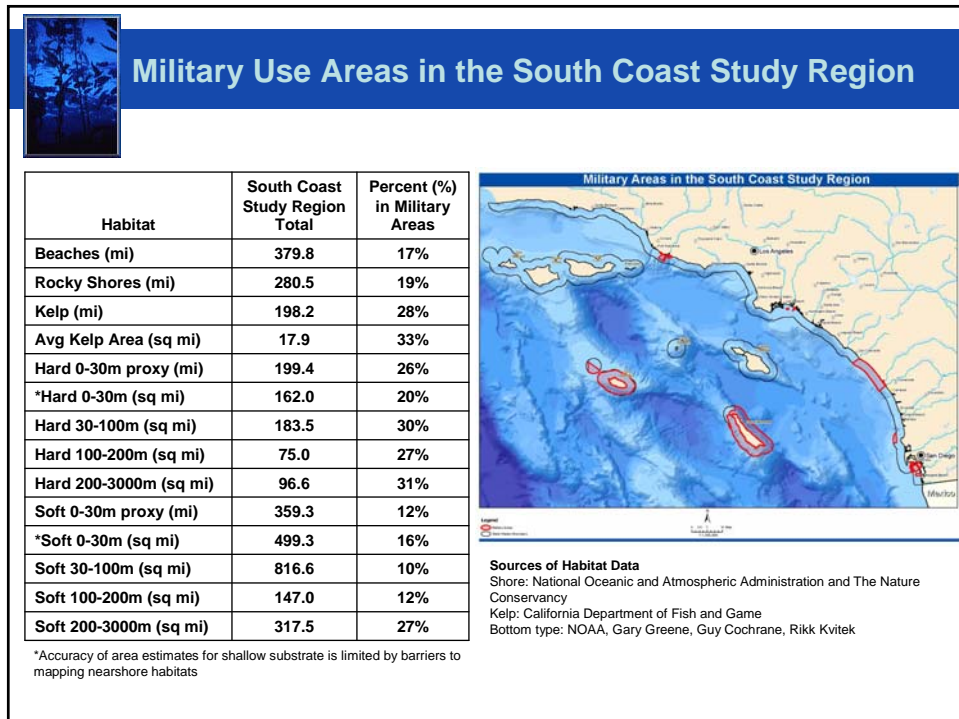 Military Use Areas in the South Coast Study Region
Habitat
South Coast
Study Region
Total
Percent (%)
in Military
Areas
Beaches (mi) 379.8 17%
Rocky Shores (mi) 280.5 19%
Kelp (mi) 198.2 28%
Avg Kelp Area (sq mi) 17.9 33%
Hard 0-30m proxy (mi) 199.4 26%
*Hard 0-30m (sq mi) 162.0 20%
Hard 30-100m (sq mi) 183.5 30%
Hard 100-200m (sq mi) 75.0 27%
Hard 200-3000m (sq mi) 96.6 31%
Soft 0-30m proxy (mi) 359.3 12%
*Soft 0-30m (sq mi) 499.3 16%
Soft 30-100m (sq mi) 816.6 10%
Soft 100-200m (sq mi) 147.0 12%
Soft 200-3000m (sq mi) 317.5 27%
*Accuracy of area estimates for shallow substrate is limited by barriers to
mapping nearshore habitats
Military Areas in the South Coast Study Region
Los Angeles
San Diego
Mexico
Legend
Sources of Habitat Data
Shore: National Oceanic and Atmospheric Administration and The Nature
Conservancy
Kelp: California Department of Fish and Game
Bottom type: NOAA, Gary Greene, Guy Cochrane, Rikk Kvitek